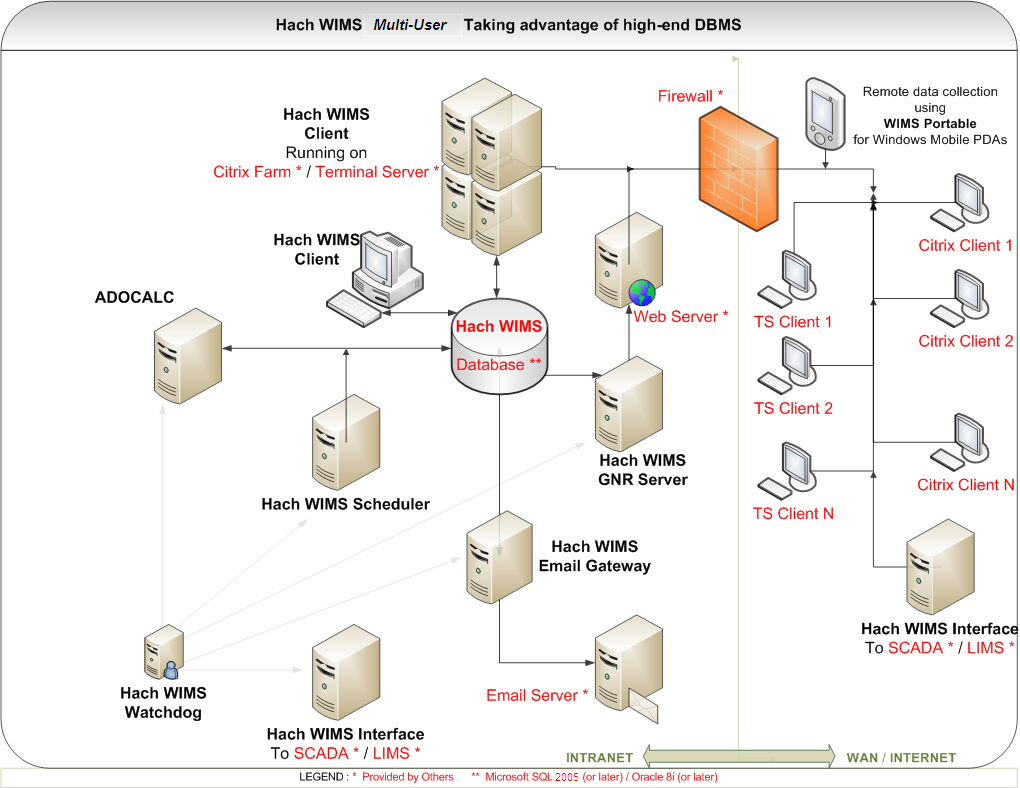 Hach WIMS Multi-User Taking advantage of high-end DBMS
Hach WIMS
Client
Running on
Citrix Farm * / Terminal Server *
Firewall *
Remote data collection
using
WIMS Portable
for Windows Mobile PDAs
Hach WIMS
Client
Citrix Client 1
ADOCALC
Hach WIMS
Database **
Web Server *
TS Client 1
Citrix Client 2
TS Client 2
Hach WIMS
GNR Server
Citrix Client N
Hach WIMS Scheduler
TS Client N
Hach WIMS
Email Gateway
Hach WIMS Interface
To SCADA * / LIMS *
Hach WIMS
Watchdog
Email Server *
Hach WIMS Interface
To SCADA * / LIMS *
INTRANET
WAN / INTERNET
LEGEND : * Provided by Others ** Microsoft SQL 2005 (or later) / Oracle 8i (or later)